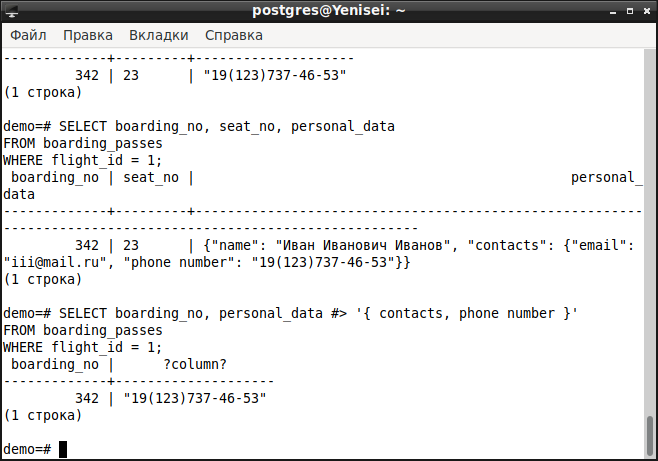 postgres@Yenisei: ~
Файл Правка Вкладки Справка
-------------+---------+--------------------
         342 | 23      | "19(123)737-46-53"
(1 строка)
demo=# SELECT boarding_no, seat_no, personal_data
FROM boarding_passes
WHERE flight_id = 1;
 boarding_no | seat_no |                                               personal_
data
-------------+---------+--------------------------------------------------------
----------------------------------------------------
         342 | 23      | {"name": "Иван Иванович Иванов", "contacts": {"email":
"iii@mail.ru", "phone number": "19(123)737-46-53"}}
(1 строка)
demo=# SELECT boarding_no, personal_data #> '{ contacts, phone number }'
FROM boarding_passes
WHERE flight_id = 1;
 boarding_no |      ?column?
-------------+--------------------
         342 | "19(123)737-46-53"
(1 строка)
demo=#